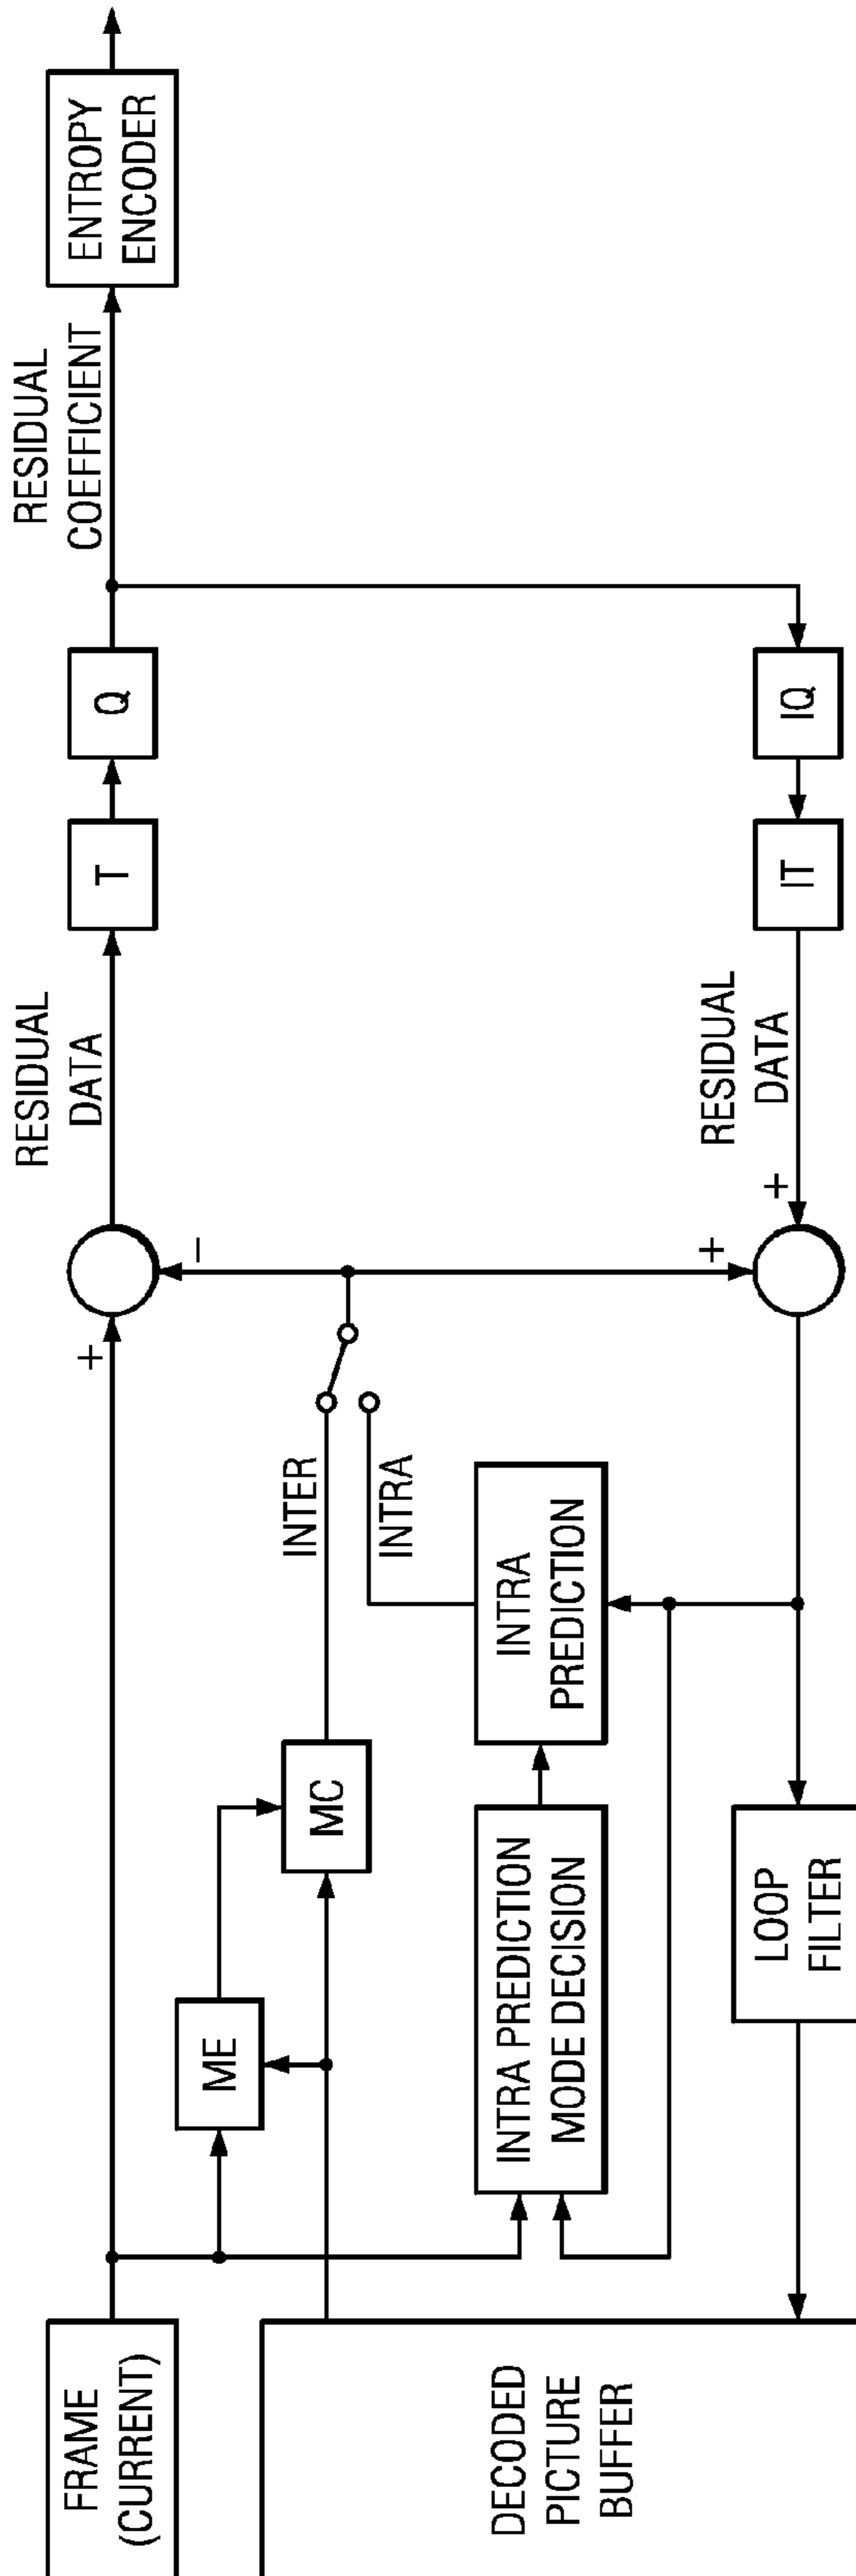 FRAME
(CURRENT)
+
−
RESIDUAL
DATA
T
Q
RESIDUAL
COEFFICIENT
ENTROPY
ENCODER
ME
MC
INTER
INTRA
INTRA PREDICTION
MODE DECISION
INTRA
PREDICTION
DECODED
PICTURE
BUFFER
LOOP
FILTER
+
+
RESIDUAL
DATA
IT
IQ